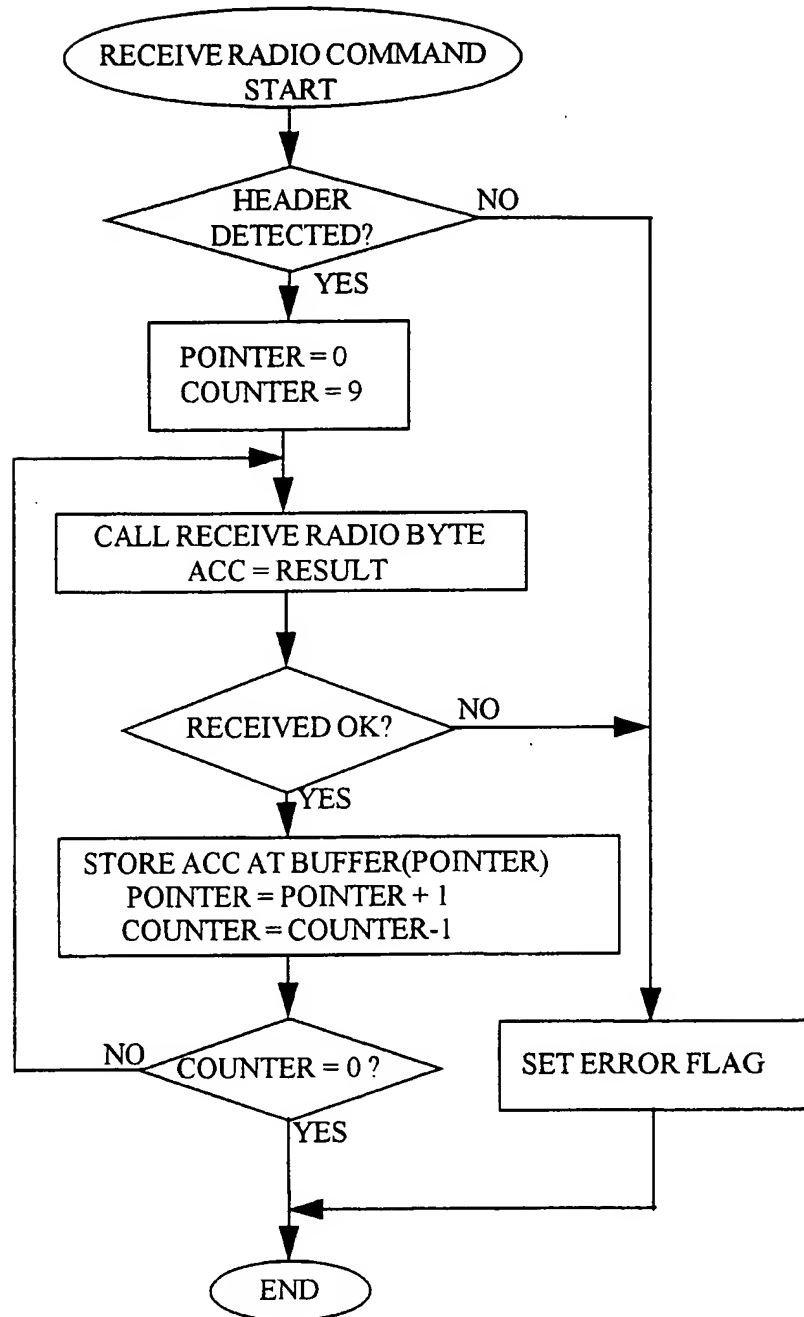 RECEIVE RADIO COMMAND
START
HEADER
DETECTED?
NO
YES
POINTER = 0
COUNTER = 9
CALL RECEIVE RADIO BYTE
ACC = RESULT
RECEIVED OK?
NO
YES
STORE ACC AT BUFFER(POINTER)
POINTER = POINTER + 1
COUNTER = COUNTER-1
NO
COUNTER = 0 ?
SET ERROR FLAG
YES
END